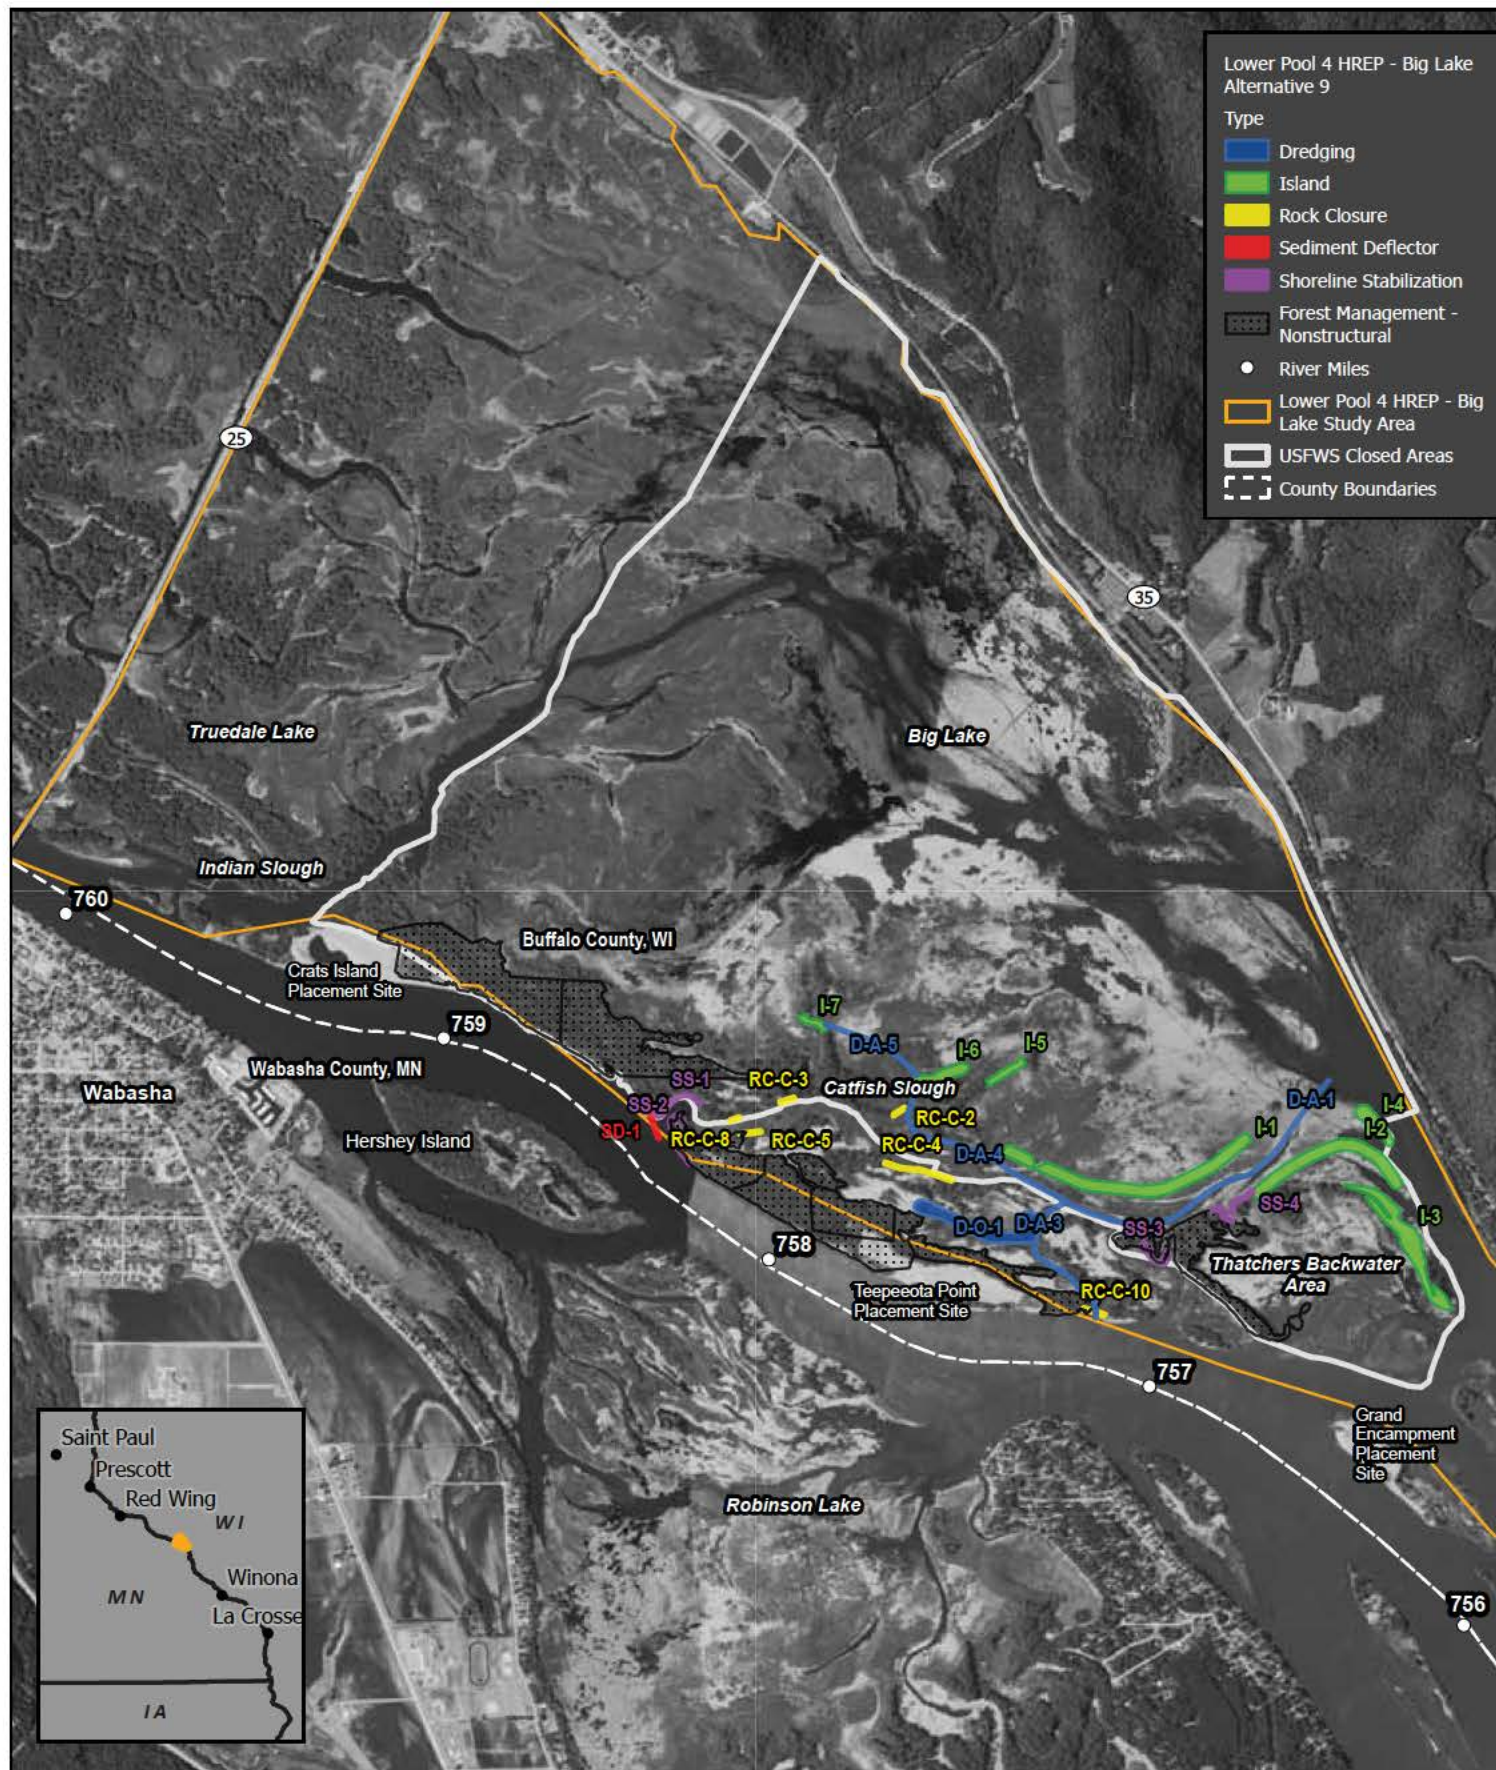 Lower Pool 4 HREP - Big Lake
Alternative 9
Type
Dredging
Island
Rock Closure
Sediment Deflector
Shoreline Stabilization
Forest Management -
Nonstructural
River Miles
Lower Pool 4 HREP - Big
Lake Study Area
USFWS Closed Areas
County Boundaries
25
35
Truedale Lake
Big Lake
Indian Slough
760
Buffalo County, WI
Crats Island
Placement Site
759
I-7
D-A-5
I-6
I-5
Wabasha County, MN
Wabasha
SS-1
RC-C-3
Catfish Slough
SS-2
RC-C-2
D-A-1
I-4
SD-1
RC-C-8
RC-C-5
RC-C-4
I-1
I-2
Hershey Island
D-A-4
SS-4
D-O-1
D-A-3
SS-3
I-3
758
Thatchers Backwater
Area
Teepeeota Point
Placement Site
RC-C-10
757
Grand
Encampment
Placement
Site
Robinson Lake
756
Saint Paul
Prescott
Red Wing
WI
MN
Winona
La Crosse
IA